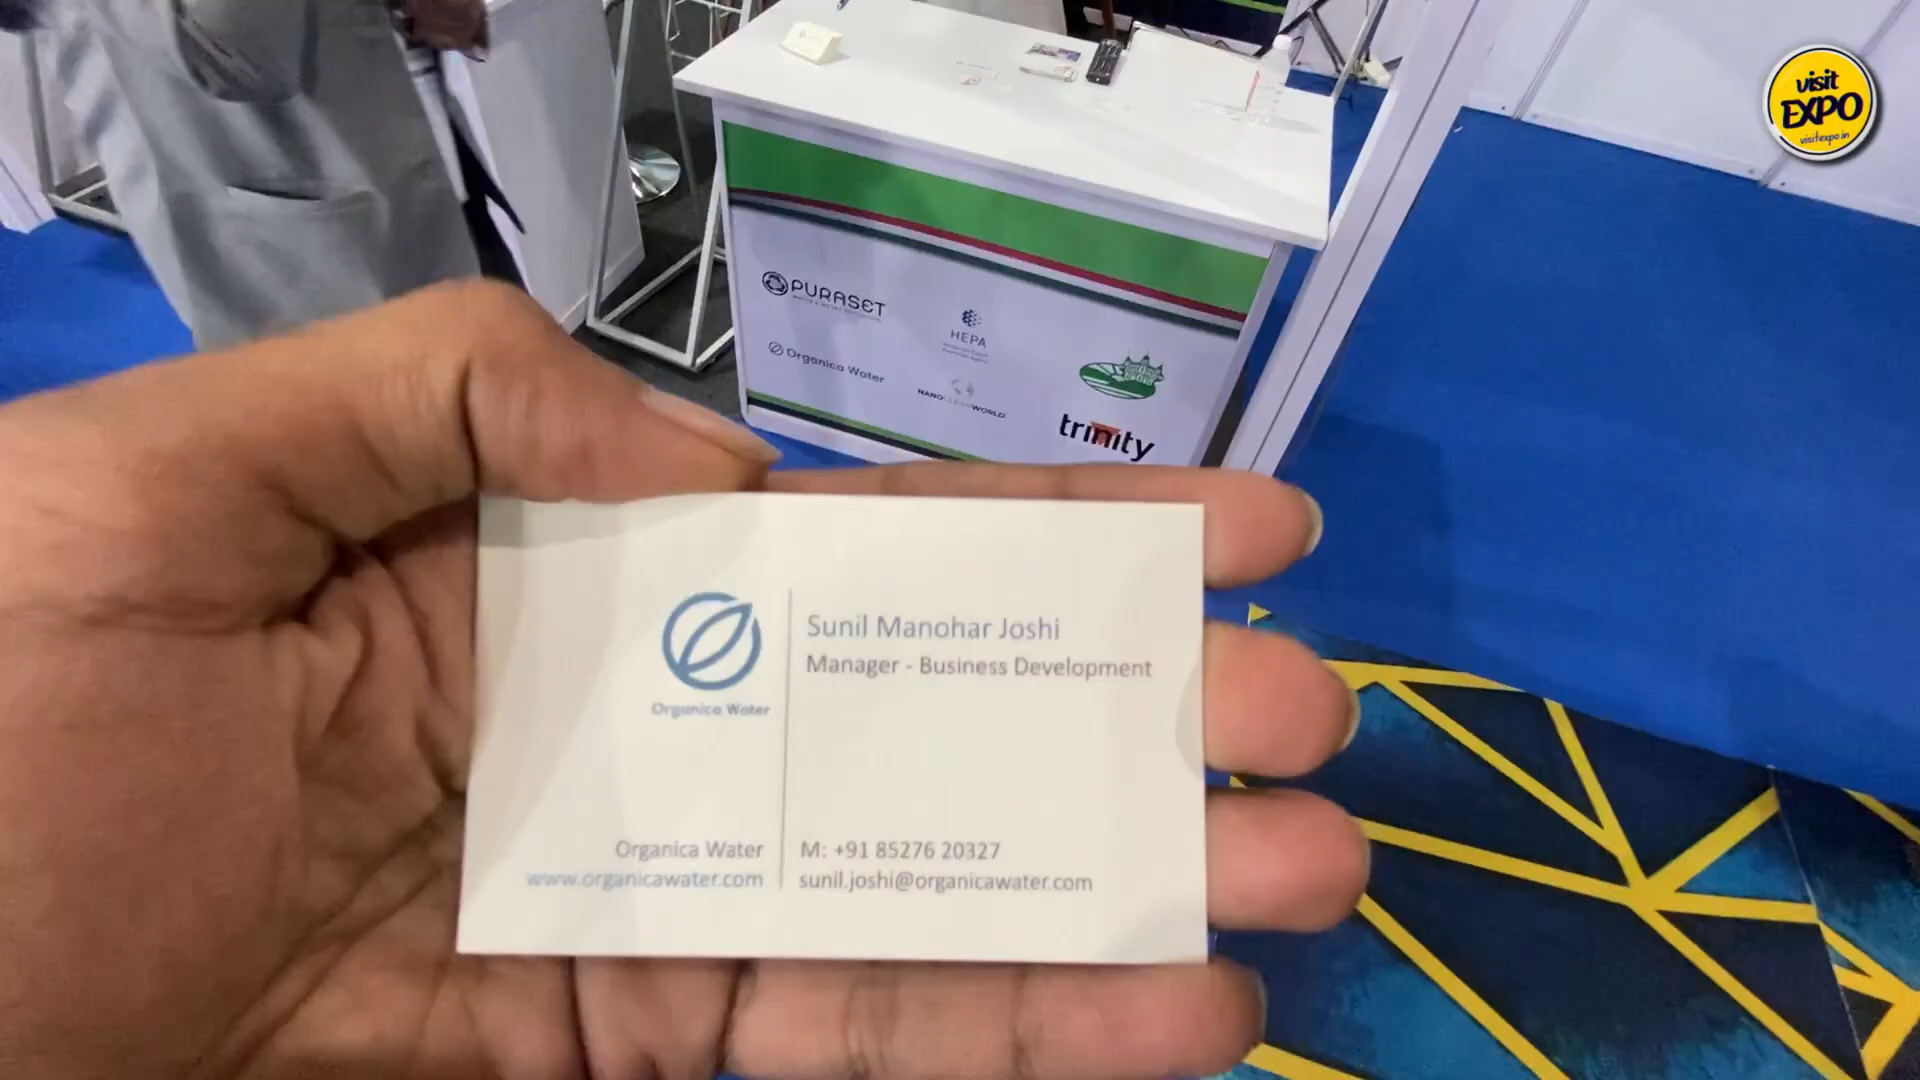 visit
EXPO
visitexpo.in
PURASET
HEPA
Organica Water
NANOCLEANWORLD
trinity
Sunil Manohar Joshi
Manager - Business Development
Organica Water
Organica Water
www.organicawater.com
M: +91 85276 20327
sunil.joshi@organicawater.com